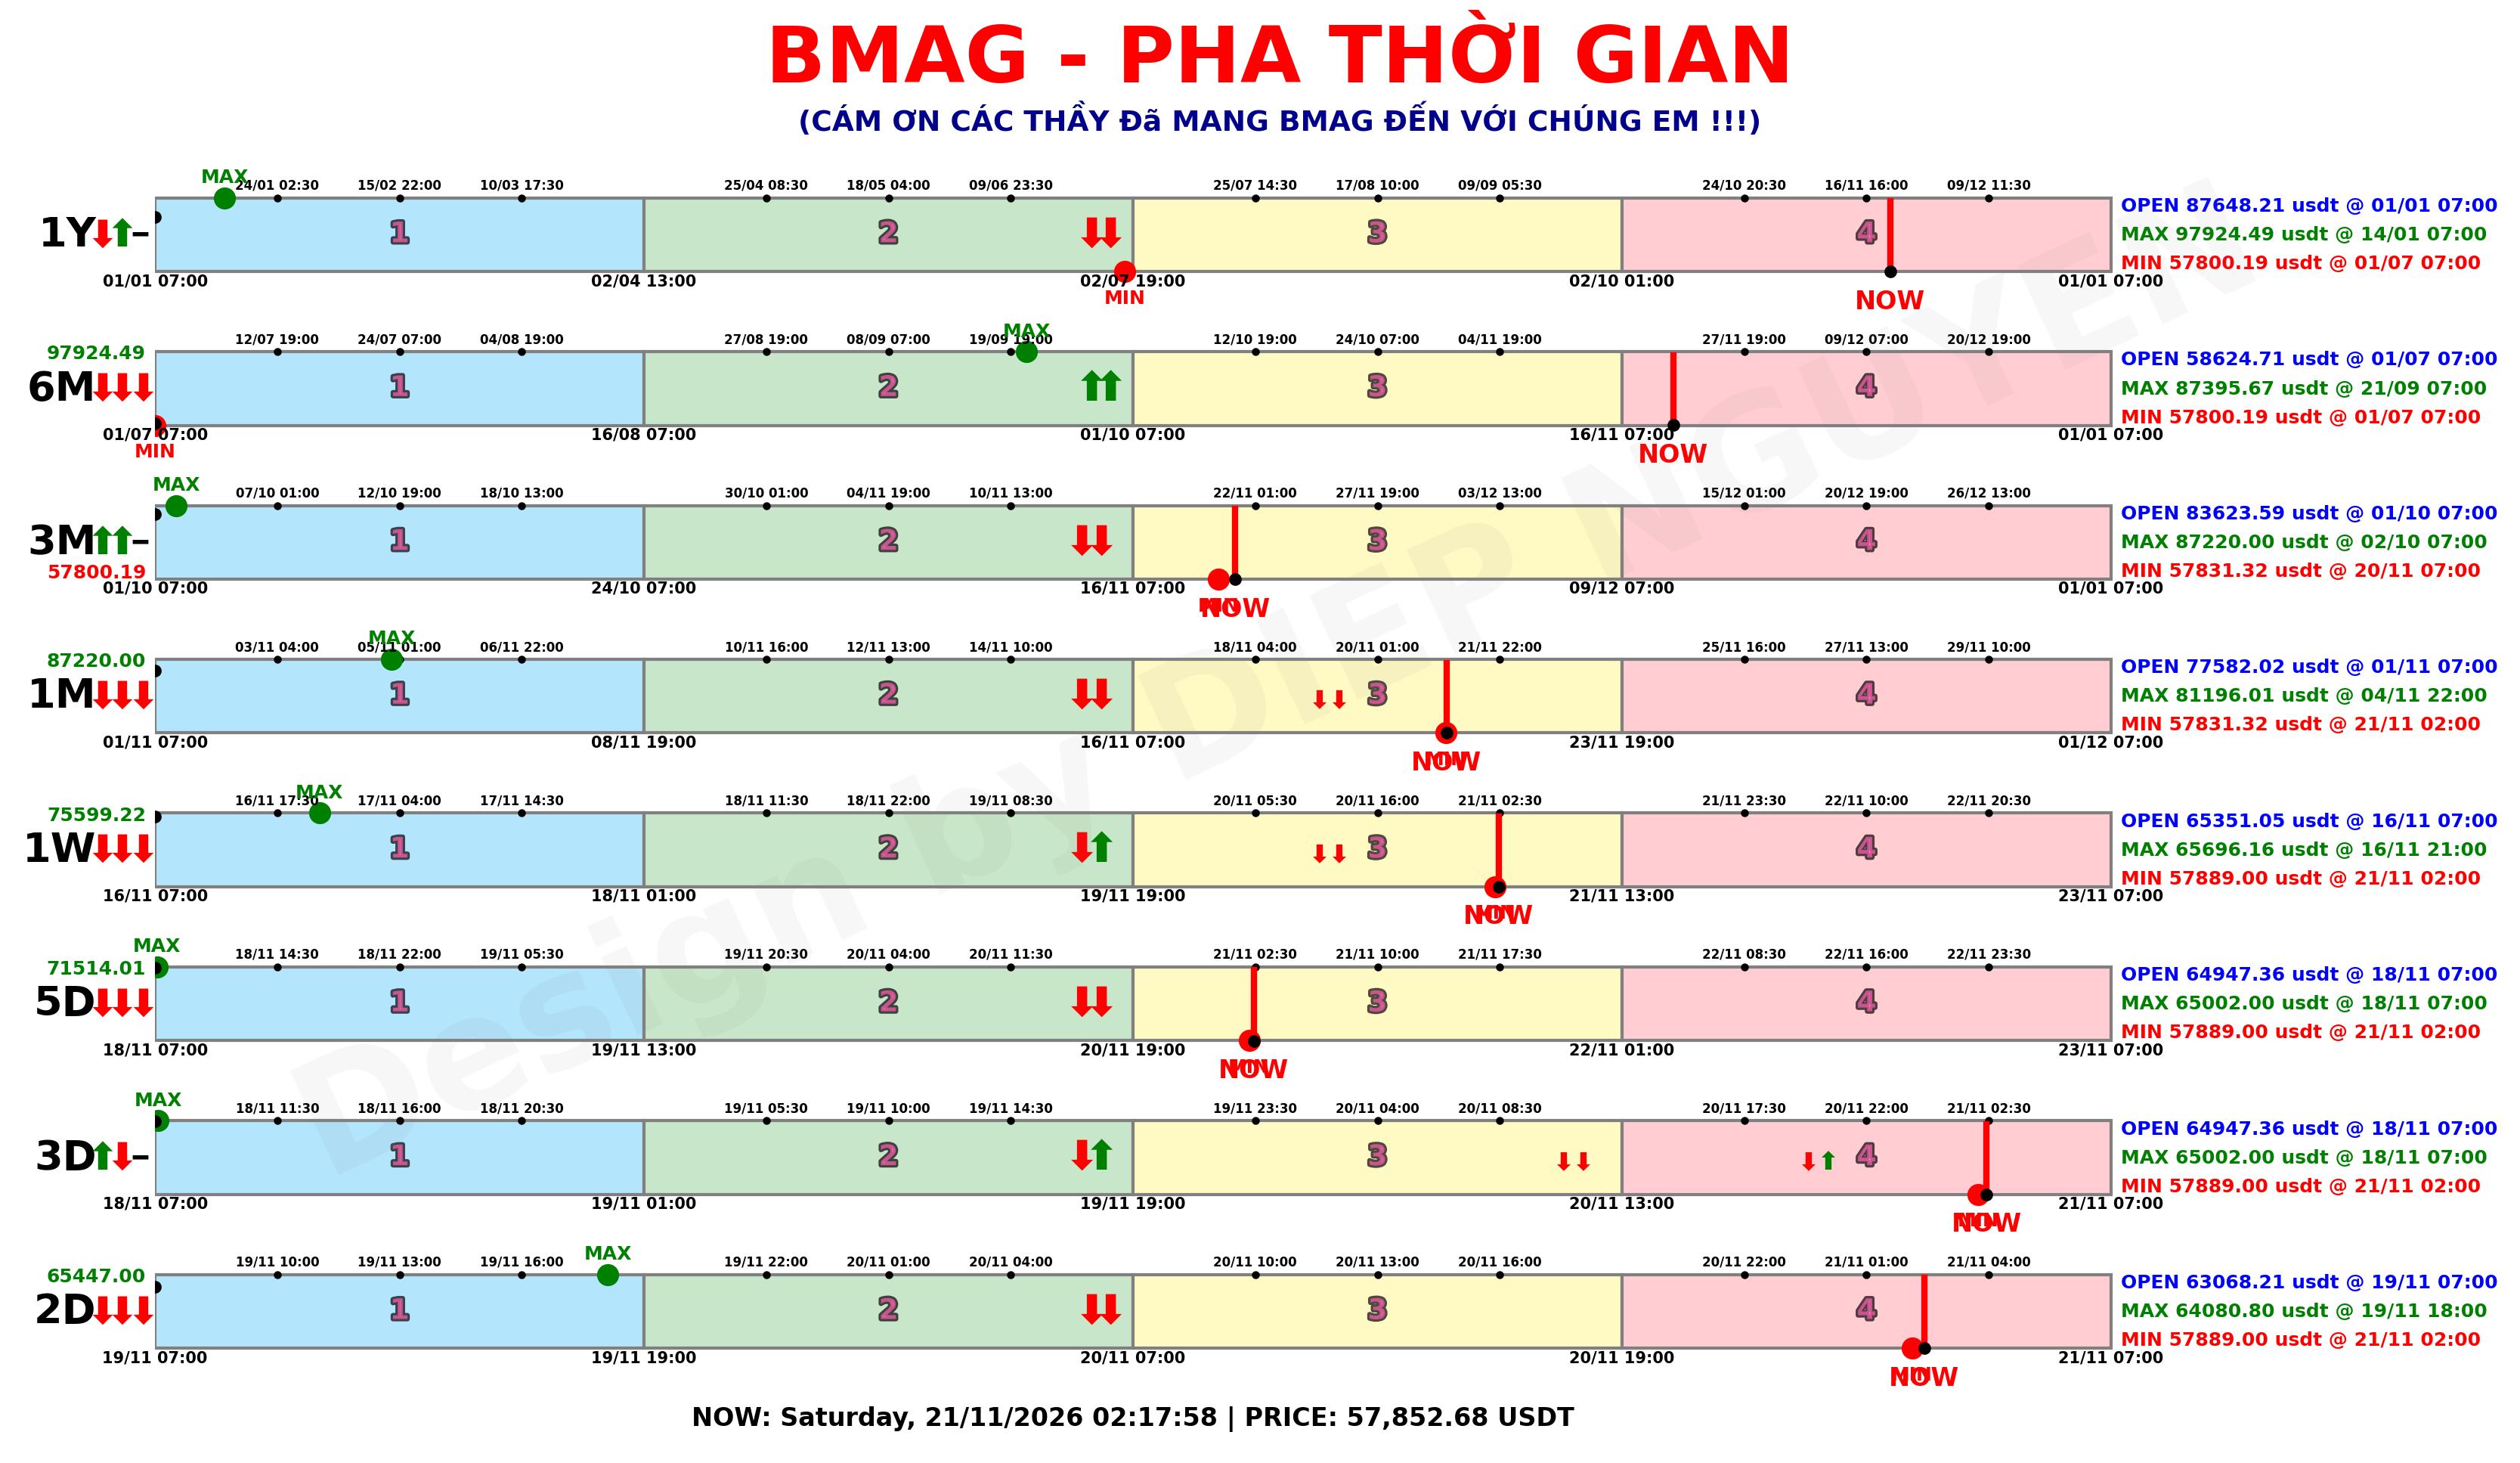 BMAG - PHA THỜI GIAN
(CÁM ƠN CÁC THẦY Đã MANG BMAG ĐẾN VỚI CHÚNG EM !!!)
MAX
24/01 02:30 15/02 22:00 10/03 17:30 25/04 08:30 18/05 04:00 09/06 23:30 25/07 14:30 17/08 10:00 09/09 05:30 24/10 20:30 16/11 16:00 09/12 11:30
OPEN 87648.21 usdt @ 01/01 07:00
1Y 1 2 3 4
MAX 97924.49 usdt @ 14/01 07:00
MIN 57800.19 usdt @ 01/07 07:00
01/01 07:00 02/04 13:00 02/07 19:00 02/10 01:00 01/01 07:00
MIN NOW
MAX
12/07 19:00 24/07 07:00 04/08 19:00 27/08 19:00 08/09 07:00 19/09 19:00 12/10 19:00 24/10 07:00 04/11 19:00 27/11 19:00 09/12 07:00 20/12 19:00
97924.49
OPEN 58624.71 usdt @ 01/07 07:00
6M 1 2 3 4
MAX 87395.67 usdt @ 21/09 07:00
MIN 57800.19 usdt @ 01/07 07:00
01/07 07:00 16/08 07:00 01/10 07:00 16/11 07:00 01/01 07:00
MIN NOW
MAX
07/10 01:00 12/10 19:00 18/10 13:00 30/10 01:00 04/11 19:00 10/11 13:00 22/11 01:00 27/11 19:00 03/12 13:00 15/12 01:00 20/12 19:00 26/12 13:00
OPEN 83623.59 usdt @ 01/10 07:00
3M 1 2 3 4
MAX 87220.00 usdt @ 02/10 07:00
57800.19
MIN 57831.32 usdt @ 20/11 07:00
01/10 07:00 24/10 07:00 16/11 07:00 09/12 07:00 01/01 07:00
MIN NOW
MAX
03/11 04:00 05/11 01:00 06/11 22:00 10/11 16:00 12/11 13:00 14/11 10:00 18/11 04:00 20/11 01:00 21/11 22:00 25/11 16:00 27/11 13:00 29/11 10:00
87220.00
OPEN 77582.02 usdt @ 01/11 07:00
1M 1 2 3 4
MAX 81196.01 usdt @ 04/11 22:00
MIN 57831.32 usdt @ 21/11 02:00
01/11 07:00 08/11 19:00 16/11 07:00 23/11 19:00 01/12 07:00
MIN NOW
MAX
16/11 17:30 17/11 04:00 17/11 14:30 18/11 11:30 18/11 22:00 19/11 08:30 20/11 05:30 20/11 16:00 21/11 02:30 21/11 23:30 22/11 10:00 22/11 20:30
75599.22
OPEN 65351.05 usdt @ 16/11 07:00
1W 1 2 3 4
MAX 65696.16 usdt @ 16/11 21:00
MIN 57889.00 usdt @ 21/11 02:00
16/11 07:00 18/11 01:00 19/11 19:00 21/11 13:00 23/11 07:00
MIN NOW
MAX
18/11 14:30 18/11 22:00 19/11 05:30 19/11 20:30 20/11 04:00 20/11 11:30 21/11 02:30 21/11 10:00 21/11 17:30 22/11 08:30 22/11 16:00 22/11 23:30
71514.01
OPEN 64947.36 usdt @ 18/11 07:00
5D 1 2 3 4
MAX 65002.00 usdt @ 18/11 07:00
MIN 57889.00 usdt @ 21/11 02:00
18/11 07:00 19/11 13:00 20/11 19:00 22/11 01:00 23/11 07:00
MIN NOW
MAX
18/11 11:30 18/11 16:00 18/11 20:30 19/11 05:30 19/11 10:00 19/11 14:30 19/11 23:30 20/11 04:00 20/11 08:30 20/11 17:30 20/11 22:00 21/11 02:30
OPEN 64947.36 usdt @ 18/11 07:00
3D 1 2 3 4
MAX 65002.00 usdt @ 18/11 07:00
MIN 57889.00 usdt @ 21/11 02:00
18/11 07:00 19/11 01:00 19/11 19:00 20/11 13:00 21/11 07:00
MIN NOW
MAX
19/11 10:00 19/11 13:00 19/11 16:00 19/11 22:00 20/11 01:00 20/11 04:00 20/11 10:00 20/11 13:00 20/11 16:00 20/11 22:00 21/11 01:00 21/11 04:00
65447.00
OPEN 63068.21 usdt @ 19/11 07:00
2D 1 2 3 4
MAX 64080.80 usdt @ 19/11 18:00
MIN 57889.00 usdt @ 21/11 02:00
19/11 07:00 19/11 19:00 20/11 07:00 20/11 19:00 21/11 07:00
MIN NOW
NOW: Saturday, 21/11/2026 02:17:58 | PRICE: 57,852.68 USDT
Design by DIEP NGUYEN